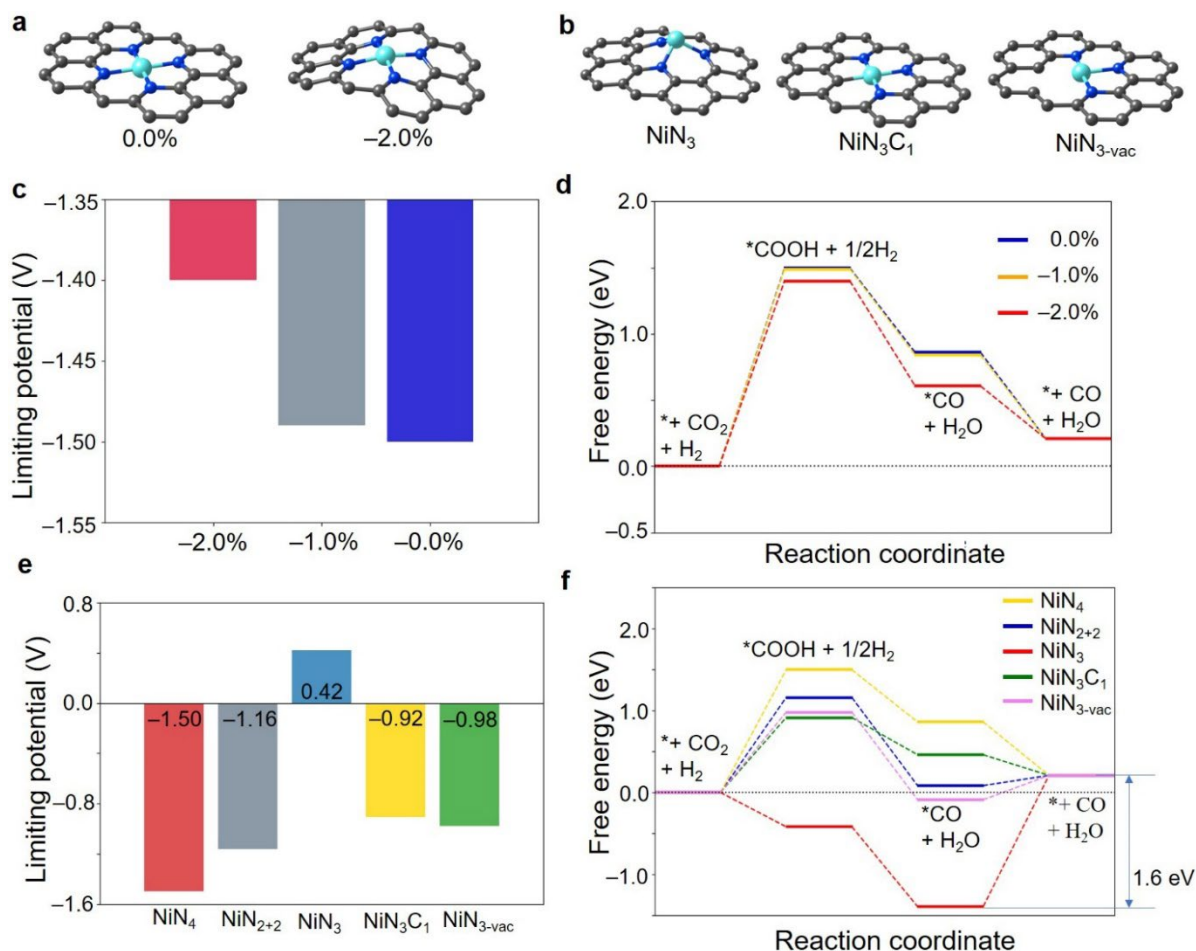 a
0.0%
–2.0%
b
NiN₃
NiN₃C₁
NiN₃₋ᵥₐc
c
Limiting potential (V)
–1.35
–1.40
–1.45
–1.50
–1.55
–2.0%
–1.0%
–0.0%
d
Free energy (eV)
2.0
1.0
0.0
–0.5
*COOH + 1/2H₂
0.0%
–1.0%
–2.0%
*+ CO₂
+ H₂
*CO
+ H₂O
*+ CO
+ H₂O
Reaction coordinate
e
Limiting potential (V)
0.8
0.0
–0.8
–1.6
–1.50
–1.16
0.42
–0.92
–0.98
NiN₄
NiN₂₊₂
NiN₃
NiN₃C₁
NiN₃₋ᵥₐc
f
Free energy (eV)
2.0
1.0
0.0
–1.0
*COOH + 1/2H₂
NiN₄
NiN₂₊₂
NiN₃
NiN₃C₁
NiN₃₋ᵥₐc
*+ CO₂
+ H₂
*CO
+ H₂O
*+ CO
+ H₂O
1.6 eV
Reaction coordinate